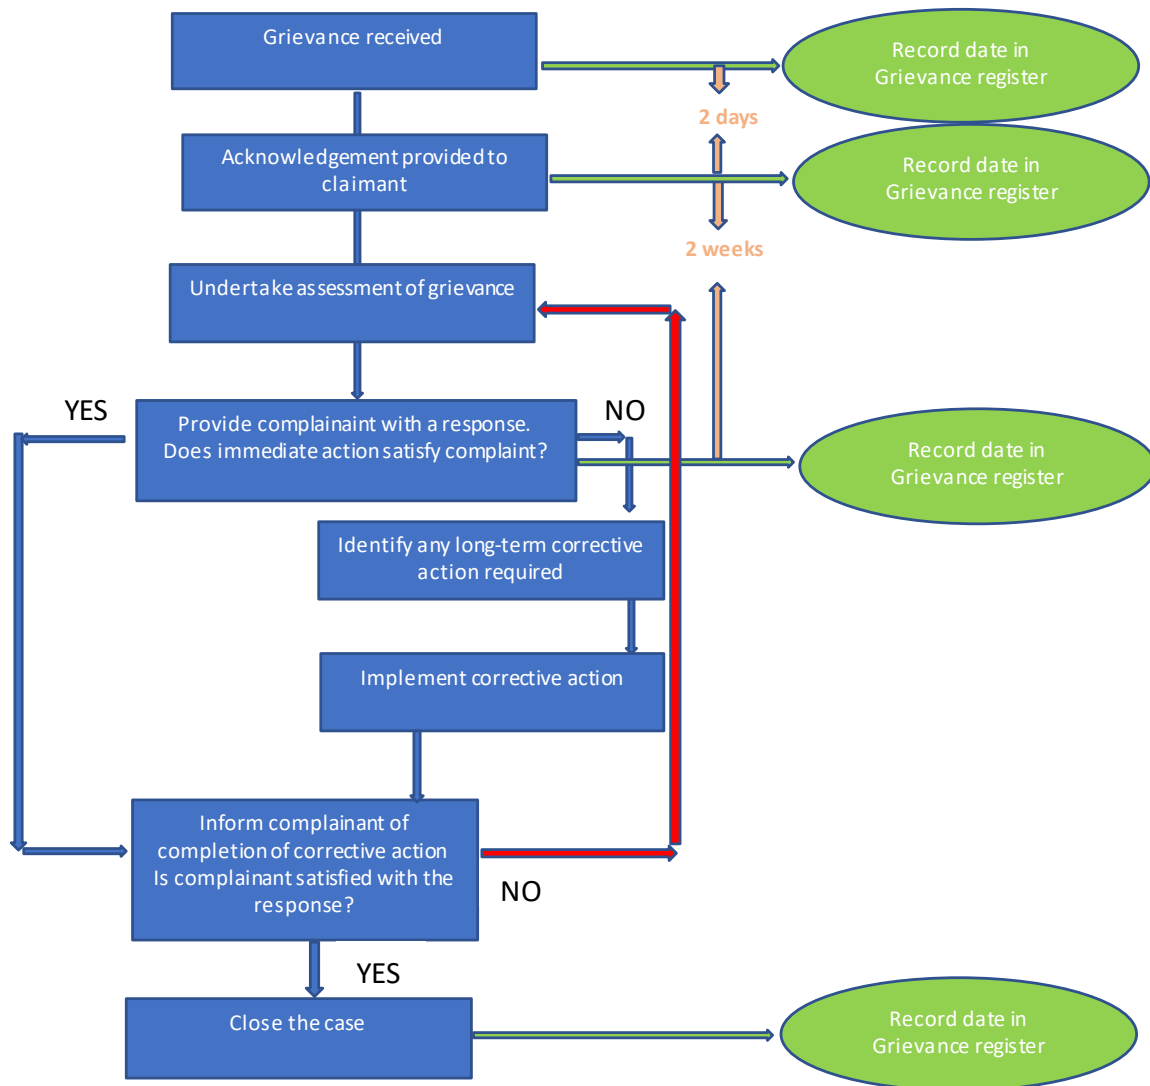 Grievance received
Record date in
Grievance register
2 days
Acknowledgement provided to
claimant
Record date in
Grievance register
2 weeks
Undertake assessment of grievance
YES
Provide complainaint with a response.
Does immediate action satisfy complaint?
NO
Record date in
Grievance register
Identify any long-term corrective
action required
Implement corrective action
Inform complainant of
completion of corrective action
Is complainant satisfied with the
response?
NO
YES
Close the case
Record date in
Grievance register